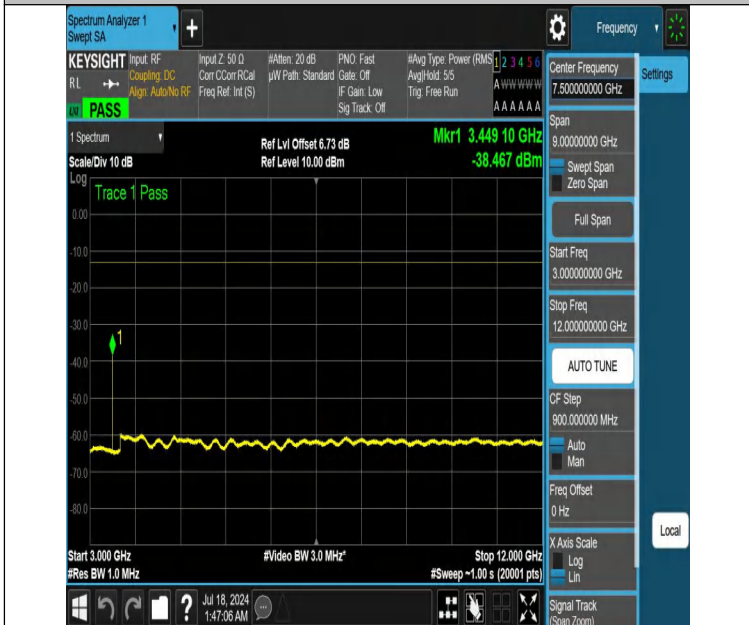 Spectrum Analyzer 1
Swept SA
+
Frequency
KEYSIGHT
RL
LXI
PASS
Input: RF
Coupling: DC
Align: Auto/No RF
Input Z: 50 Ω
Corr CCorr RCal
Freq Ref: Int (S)
#Atten: 20 dB
µW Path: Standard
PNO: Fast
Gate: Off
IF Gain: Low
Sig Track: Off
#Avg Type: Power (RMS
Avg|Hold: 5/5
Trig: Free Run
1 2 3 4 5 6
A W W W W W
A A A A A A
1 Spectrum
Scale/Div 10 dB
Ref Lvl Offset 6.73 dB
Ref Level 10.00 dBm
Mkr1 3.449 10 GHz
-38.467 dBm
Log
Trace 1 Pass
0.00
-10.0
-20.0
-30.0
1
-40.0
-50.0
-60.0
-70.0
-80.0
Start 3.000 GHz
#Res BW 1.0 MHz
#Video BW 3.0 MHz*
Stop 12.000 GHz
#Sweep ~1.00 s (20001 pts)
Jul 18, 2024
1:47:06 AM
?
Center Frequency
7.500000000 GHz
Settings
Span
9.00000000 GHz
Swept Span
Zero Span
Full Span
Start Freq
3.000000000 GHz
Stop Freq
12.000000000 GHz
AUTO TUNE
CF Step
900.000000 MHz
Auto
Man
Freq Offset
0 Hz
X Axis Scale
Log
Lin
Local
Signal Track
(Span Zoom)